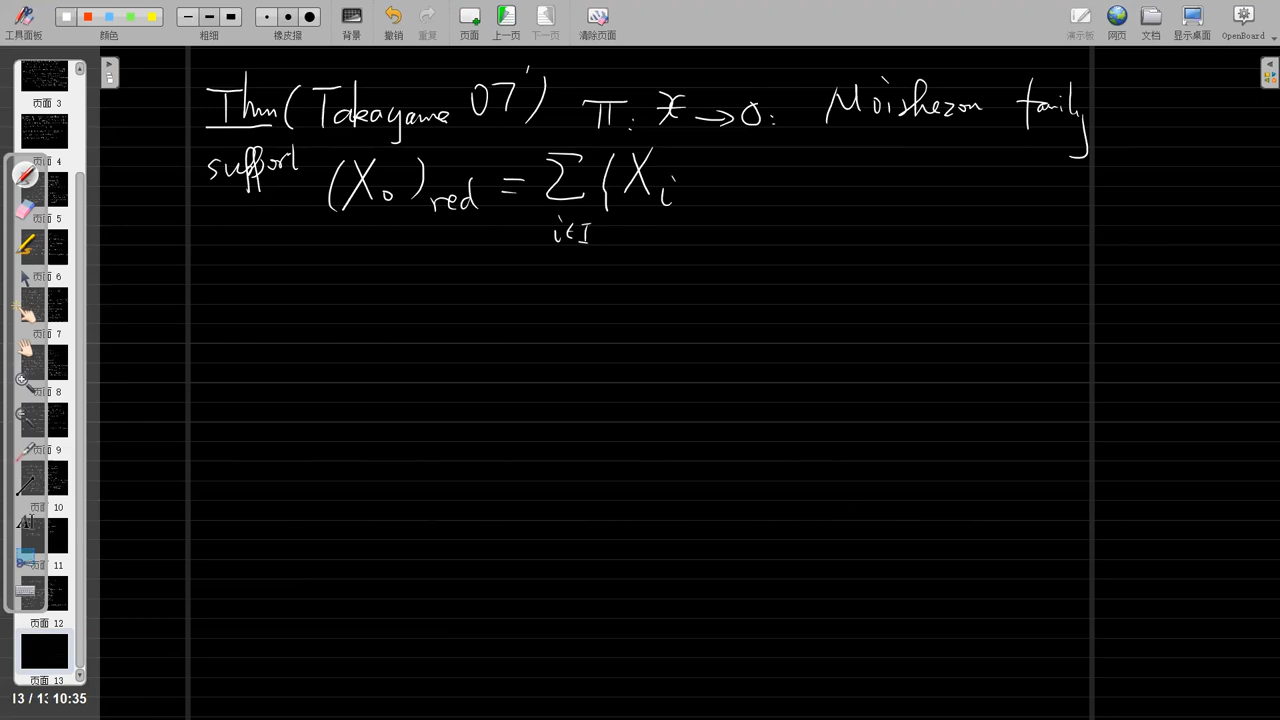 工具面板 颜色 粗细 橡皮擦 背景 撤销 重复 页面 上一页 下一页 清除页面 演示板 网页 文档 显示桌面 OpenBoard
Thm (Takayama 07') π: 𝒳 → Δ: Moishezon family
support (X₀)_red = Σ_{i∈I} (X_i
页面 3
页面 4
页面 5
页面 6
页面 7
页面 8
页面 9
页面 10
页面 11
页面 12
页面 13
13 / 13 10:35